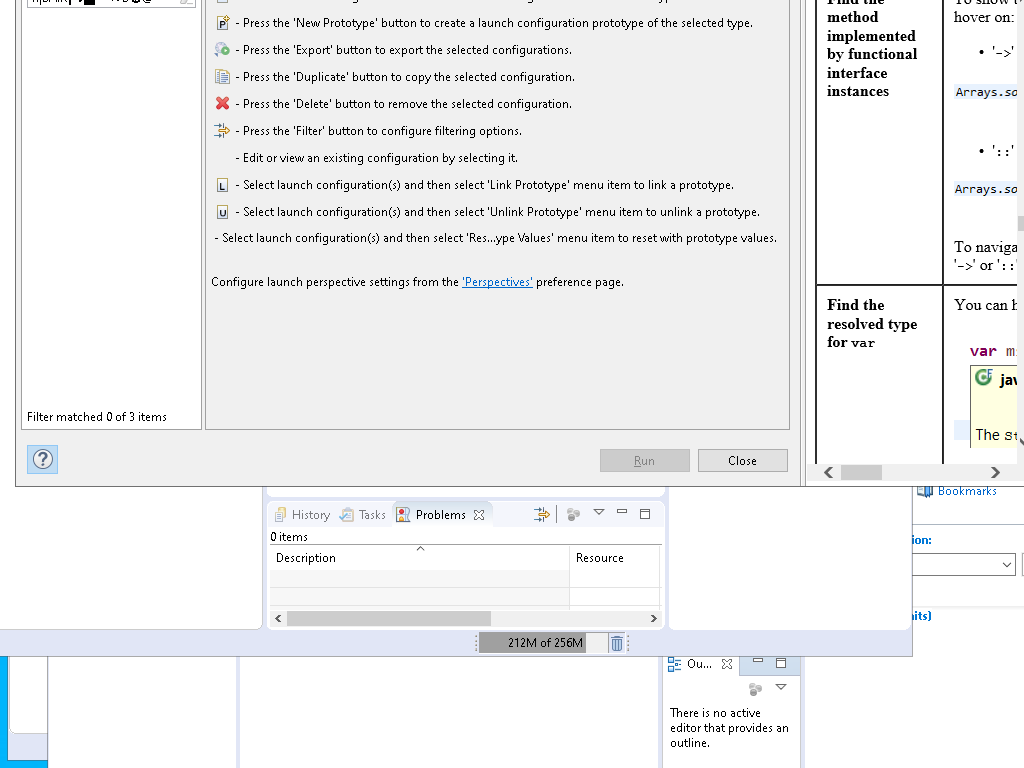 - Press the 'New Prototype' button to create a launch configuration prototype of the selected type.
- Press the 'Export' button to export the selected configurations.
- Press the 'Duplicate' button to copy the selected configuration.
- Press the 'Delete' button to remove the selected configuration.
- Press the 'Filter' button to configure filtering options.
- Edit or view an existing configuration by selecting it.
L - Select launch configuration(s) and then select 'Link Prototype' menu item to link a prototype.
U - Select launch configuration(s) and then select 'Unlink Prototype' menu item to unlink a prototype.
- Select launch configuration(s) and then select 'Res...ype Values' menu item to reset with prototype values.
Configure launch perspective settings from the 'Perspectives' preference page.
Filter matched 0 of 3 items
Run
Close
Find the
method
implemented
by functional
interface
instances
hover on:
• '->'
Arrays.so
• '::'
Arrays.so
To naviga
'->' or '::'
Find the
resolved type
for var
You can h
var m
jav
The st
Bookmarks
History
Tasks
Problems
0 items
Description
Resource
ion:
its)
212M of 256M
Ou...
There is no active
editor that provides an
outline.